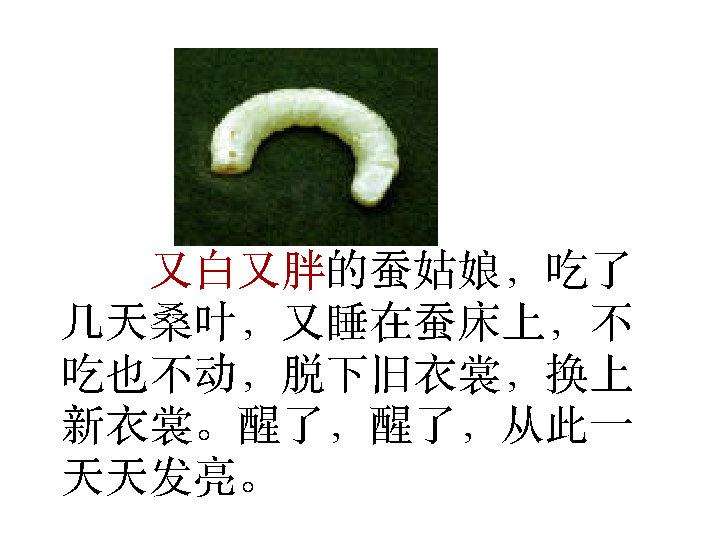 又白又胖的蚕姑娘，吃了
几天桑叶，又睡在蚕床上，不
吃也不动，脱下旧衣裳，换上
新衣裳。醒了，醒了，从此一
天天发亮。